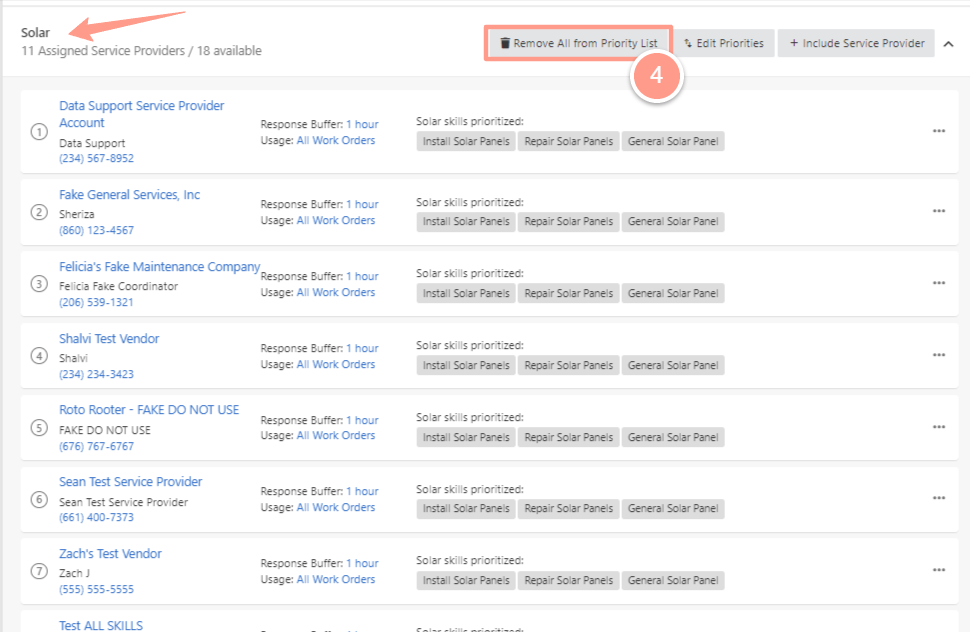 Solar
11 Assigned Service Providers / 18 available
Remove All from Priority List
Edit Priorities
+ Include Service Provider
4
1
Data Support Service Provider
Account
Data Support
(234) 567-8952
Response Buffer: 1 hour
Usage: All Work Orders
Solar skills prioritized:
Install Solar Panels Repair Solar Panels General Solar Panel
2
Fake General Services, Inc
Sheriza
(860) 123-4567
Response Buffer: 1 hour
Usage: All Work Orders
Solar skills prioritized:
Install Solar Panels Repair Solar Panels General Solar Panel
3
Felicia's Fake Maintenance Company
Felicia Fake Coordinator
(206) 539-1321
Response Buffer: 1 hour
Usage: All Work Orders
Solar skills prioritized:
Install Solar Panels Repair Solar Panels General Solar Panel
4
Shalvi Test Vendor
Shalvi
(234) 234-3423
Response Buffer: 1 hour
Usage: All Work Orders
Solar skills prioritized:
Install Solar Panels Repair Solar Panels General Solar Panel
5
Roto Rooter - FAKE DO NOT USE
FAKE DO NOT USE
(676) 767-6767
Response Buffer: 1 hour
Usage: All Work Orders
Solar skills prioritized:
Install Solar Panels Repair Solar Panels General Solar Panel
6
Sean Test Service Provider
Sean Test Service Provider
(661) 400-7373
Response Buffer: 1 hour
Usage: All Work Orders
Solar skills prioritized:
Install Solar Panels Repair Solar Panels General Solar Panel
7
Zach's Test Vendor
Zach J
(555) 555-5555
Response Buffer: 1 hour
Usage: All Work Orders
Solar skills prioritized:
Install Solar Panels Repair Solar Panels General Solar Panel
Test ALL SKILLS